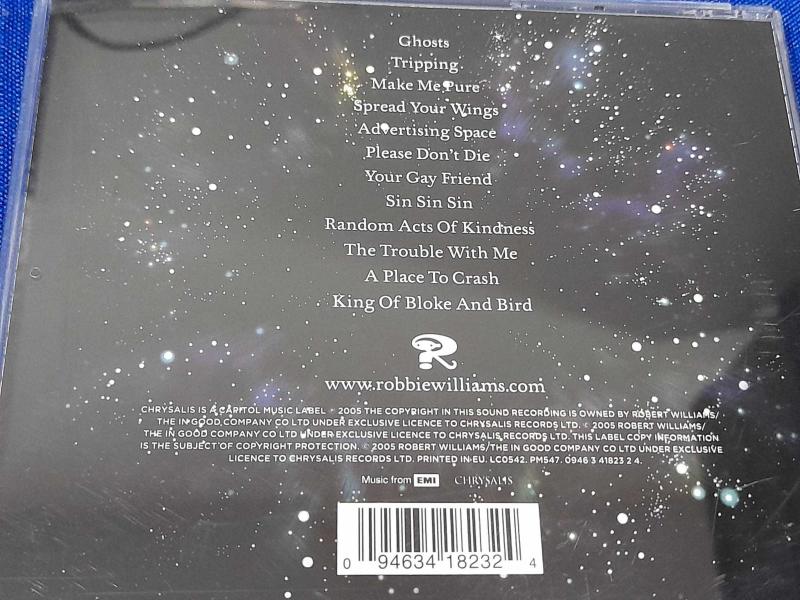 Ghosts
Tripping
Make Me Pure
Spread Your Wings
Advertising Space
Please Don't Die
Your Gay Friend
Sin Sin Sin
Random Acts Of Kindness
The Trouble With Me
A Place To Crash
King Of Bloke And Bird
www.robbiewilliams.com
CHRYSALIS IS A CAPITOL MUSIC LABEL ℗ 2005 THE COPYRIGHT IN THIS SOUND RECORDING IS OWNED BY ROBERT WILLIAMS/
THE IN GOOD COMPANY CO LTD UNDER EXCLUSIVE LICENCE TO CHRYSALIS RECORDS LTD. © 2005 ROBERT WILLIAMS/
THE IN GOOD COMPANY CO LTD UNDER EXCLUSIVE LICENCE TO CHRYSALIS RECORDS LTD. THIS LABEL COPY INFORMATION
IS THE SUBJECT OF COPYRIGHT PROTECTION. © 2005 ROBERT WILLIAMS/THE IN GOOD COMPANY CO LTD UNDER EXCLUSIVE
LICENCE TO CHRYSALIS RECORDS LTD. PRINTED IN EU. LC0542. PM547. 0946 3 41823 2 4.
Music from EMI CHRYSALIS
0 94634 18232 4